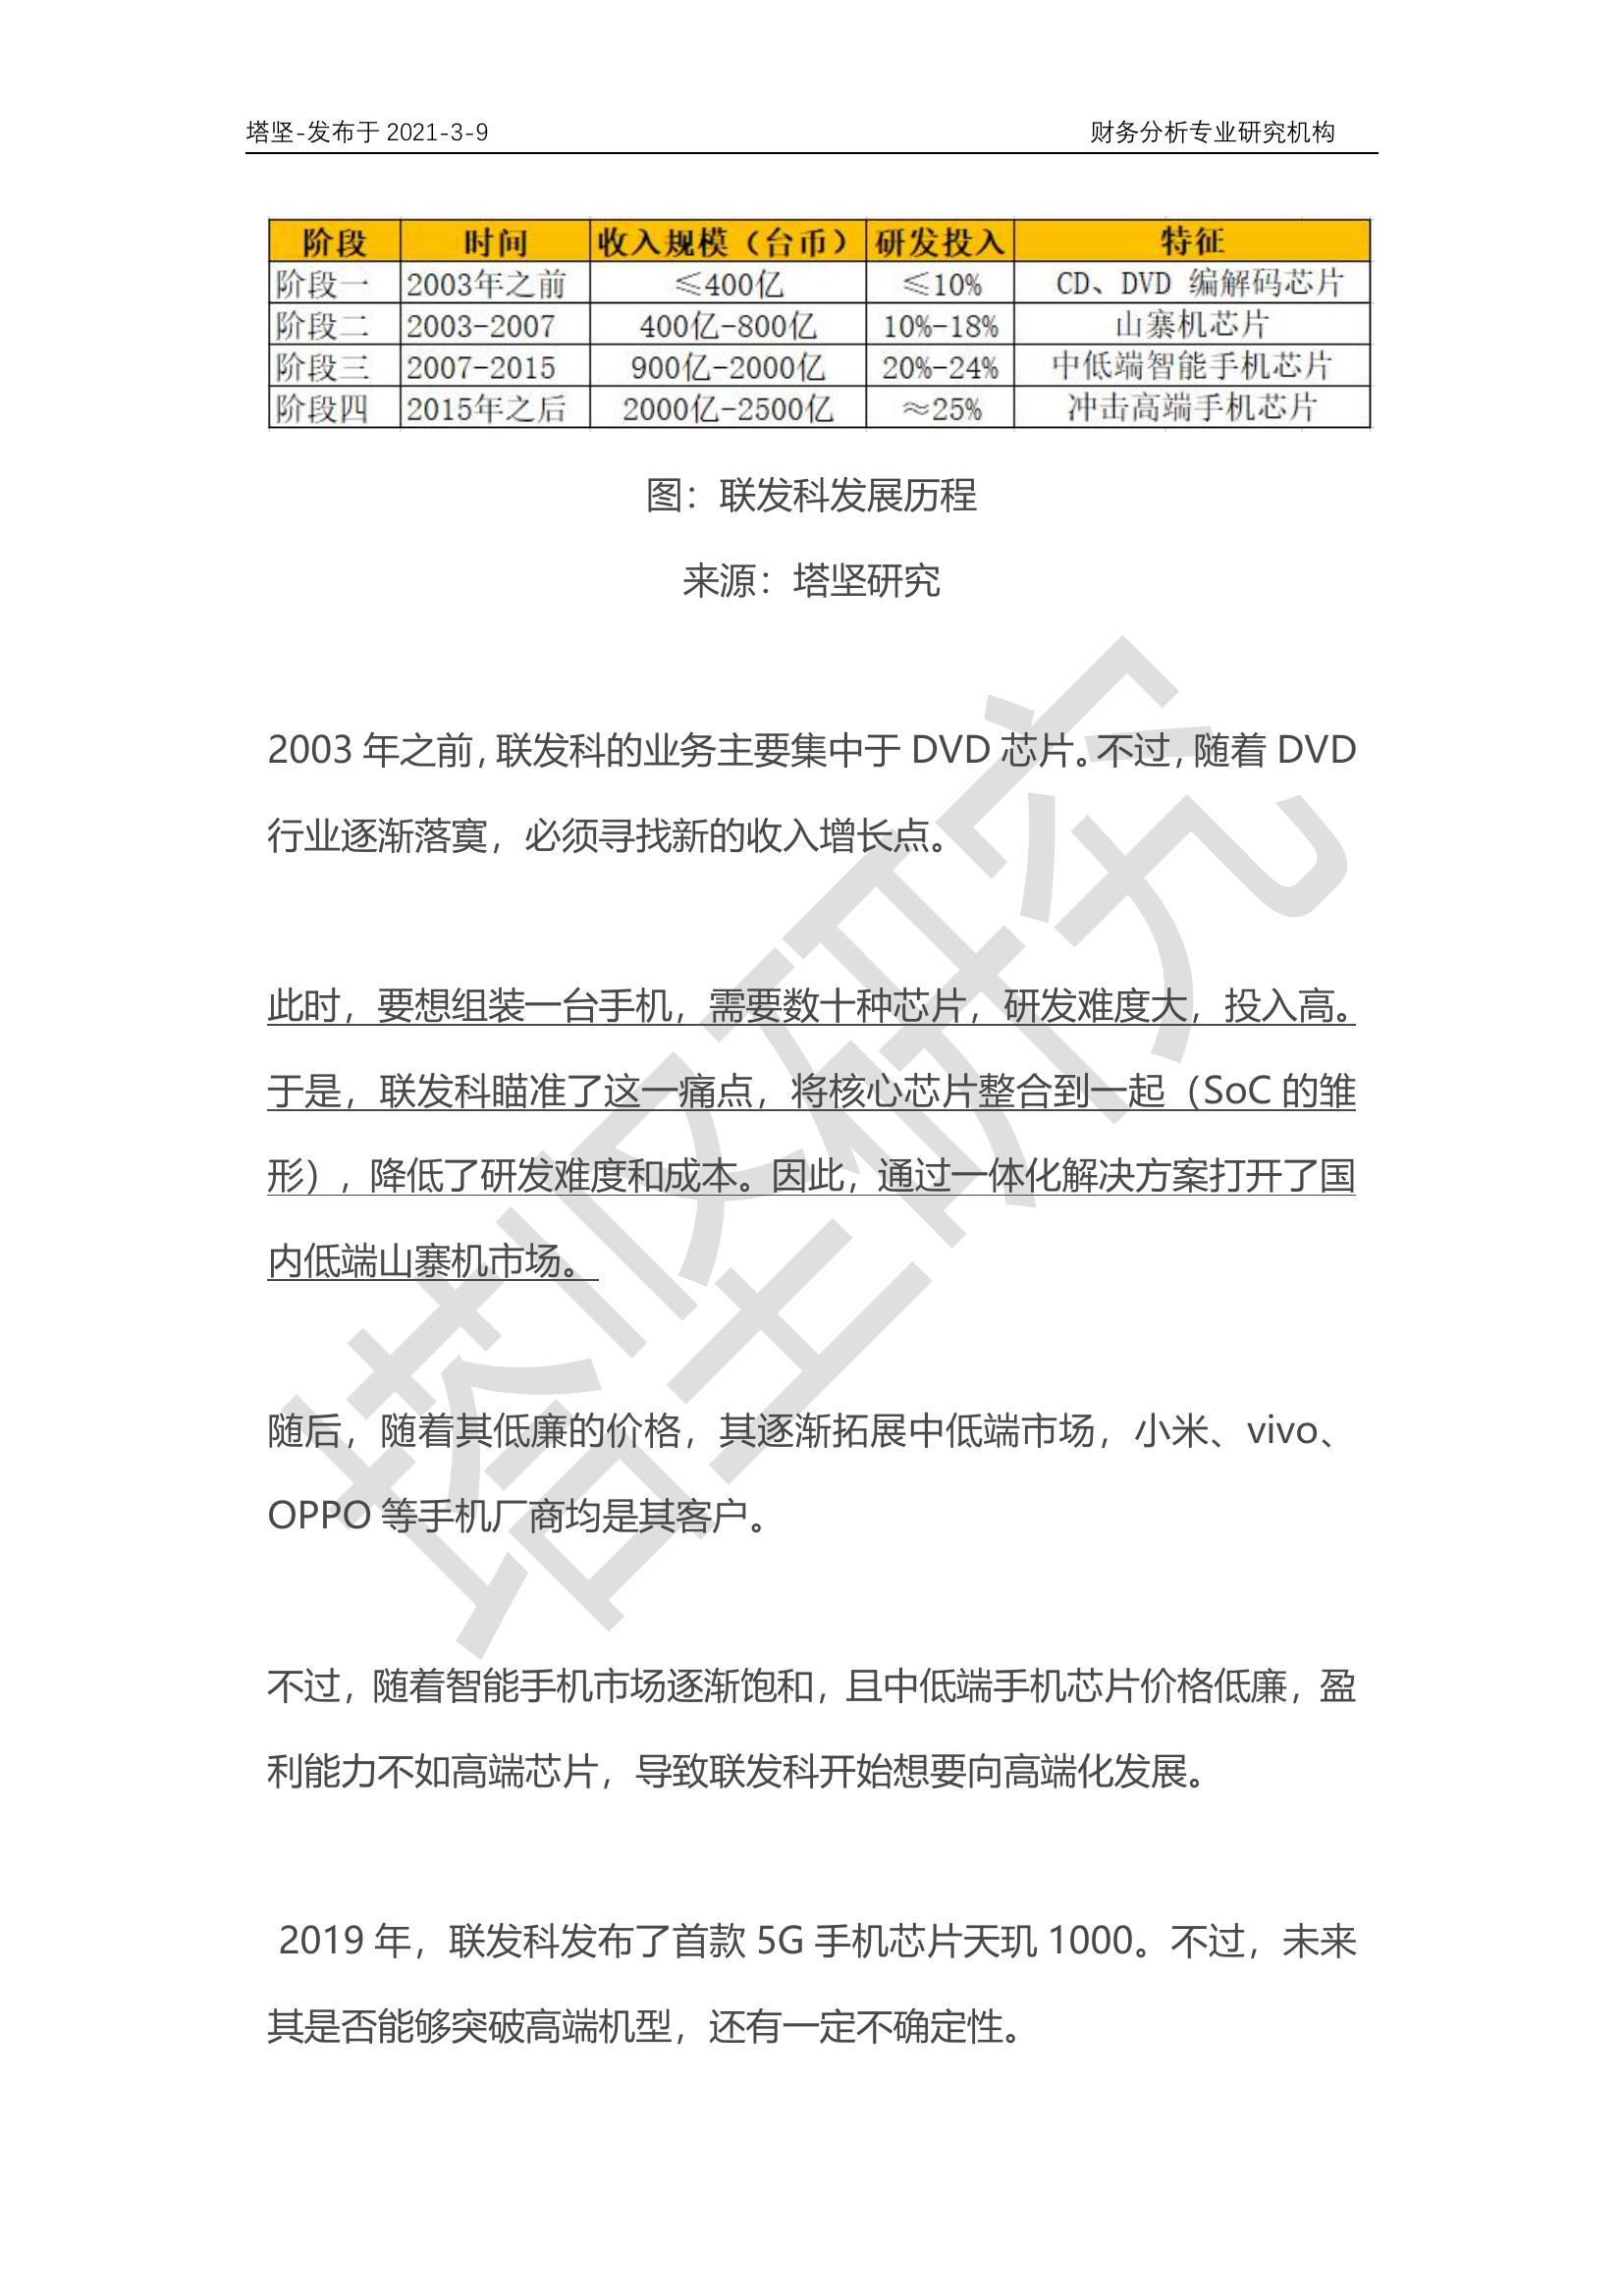 塔坚-发布于 2021-3-9 财务分析专业研究机构
阶段 时间 收入规模（台币） 研发投入 特征
阶段一 2003年之前 ≤400亿 ≤10% CD、DVD 编解码芯片
阶段二 2003-2007 400亿-800亿 10%-18% 山寨机芯片
阶段三 2007-2015 900亿-2000亿 20%-24% 中低端智能手机芯片
阶段四 2015年之后 2000亿-2500亿 ≈25% 冲击高端手机芯片
图：联发科发展历程
来源：塔坚研究
2003 年之前，联发科的业务主要集中于 DVD 芯片。不过，随着 DVD
行业逐渐落寞，必须寻找新的收入增长点。
此时，要想组装一台手机，需要数十种芯片，研发难度大，投入高。
于是，联发科瞄准了这一痛点，将核心芯片整合到一起（SoC 的雏
形），降低了研发难度和成本。因此，通过一体化解决方案打开了国
内低端山寨机市场。
随后，随着其低廉的价格，其逐渐拓展中低端市场，小米、vivo、
OPPO 等手机厂商均是其客户。
不过，随着智能手机市场逐渐饱和，且中低端手机芯片价格低廉，盈
利能力不如高端芯片，导致联发科开始想要向高端化发展。
2019 年，联发科发布了首款 5G 手机芯片天玑 1000。不过，未来
其是否能够突破高端机型，还有一定不确定性。
塔坚研究